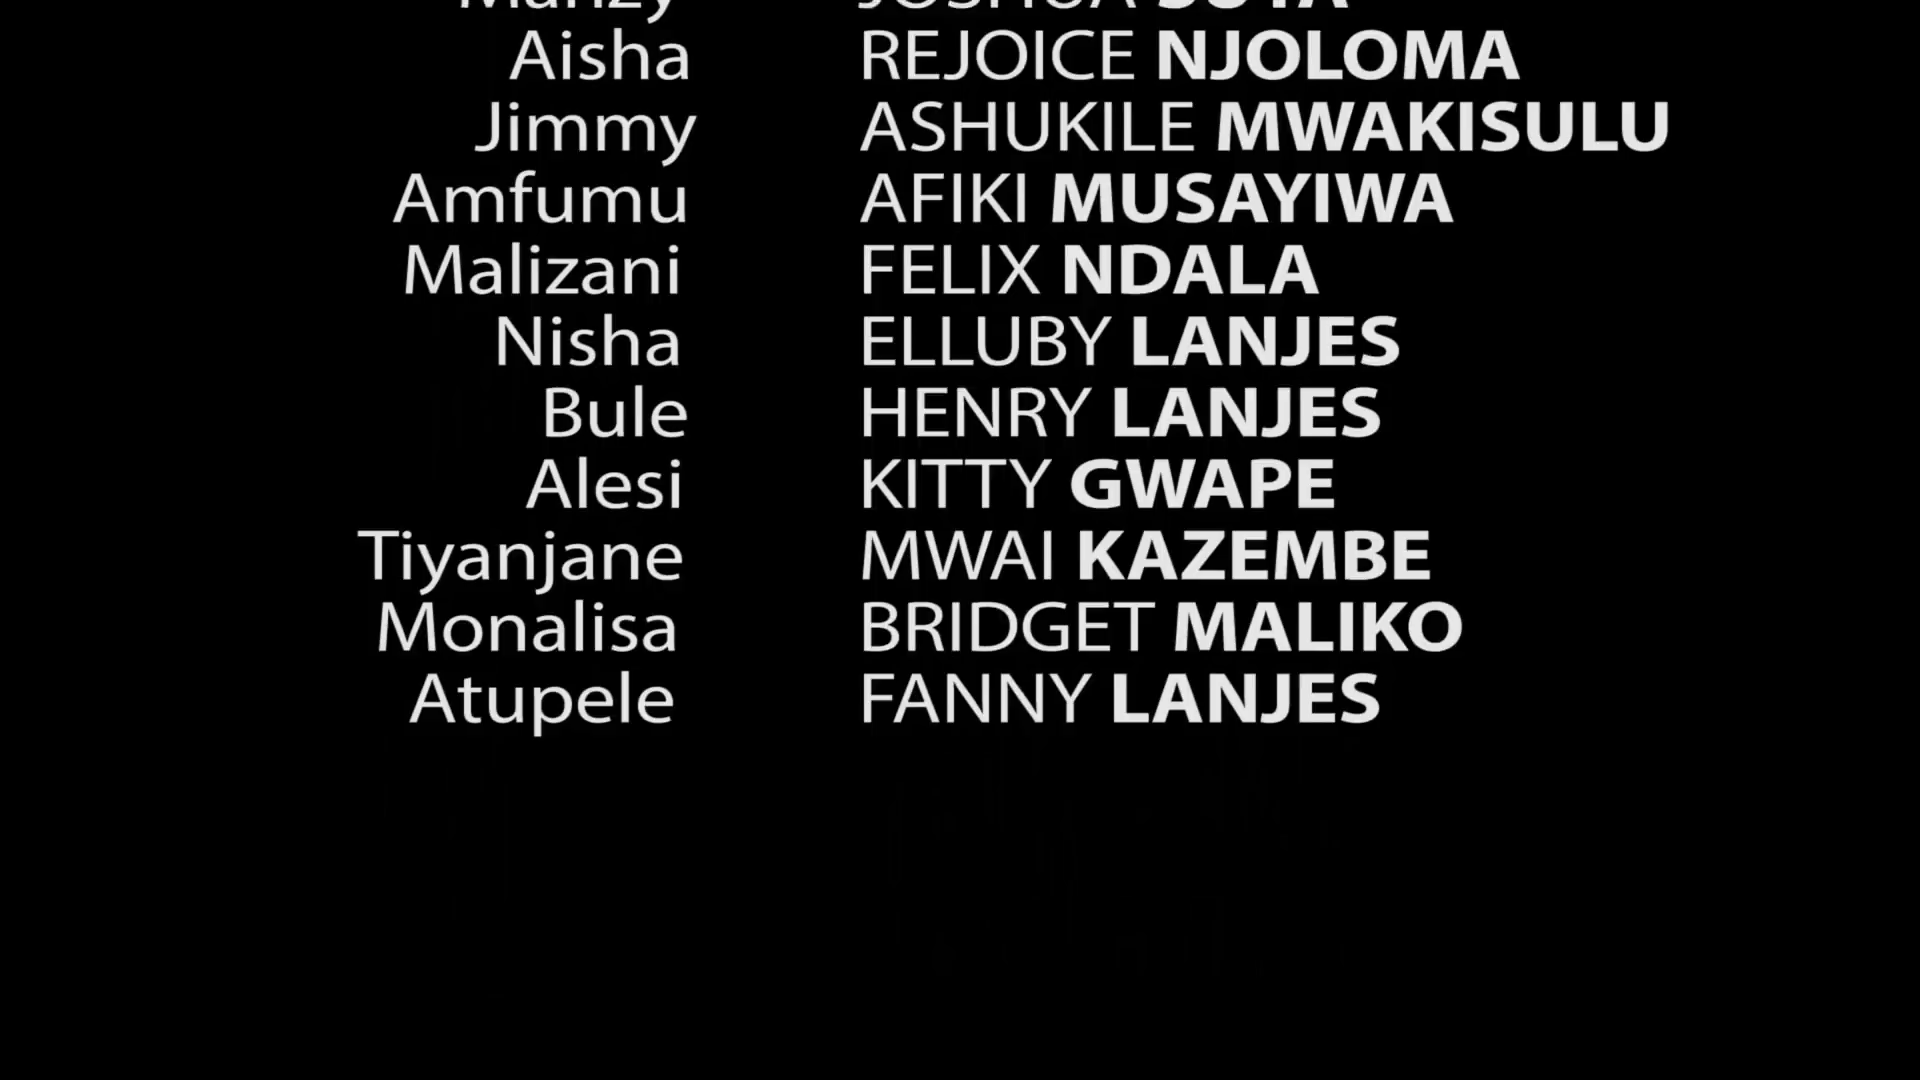 JOSHUA
Aisha REJOICE NJOLOMA
Jimmy ASHUKILE MWAKISULU
Amfumu AFIKI MUSAYIWA
Malizani FELIX NDALA
Nisha ELLUBY LANJES
Bule HENRY LANJES
Alesi KITTY GWAPE
Tiyanjane MWAI KAZEMBE
Monalisa BRIDGET MALIKO
Atupele FANNY LANJES